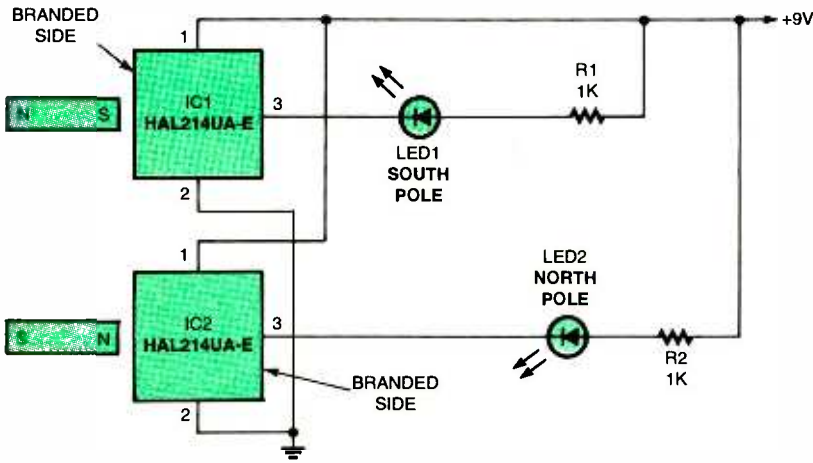 BRANDED
SIDE
1
+9V
IC1
HAL214UA-E
N S
3
R1
1K
LED1
SOUTH
POLE
2
1
LED2
NORTH
POLE
IC2
HAL214UA-E
S N
3
R2
1K
BRANDED
SIDE
2